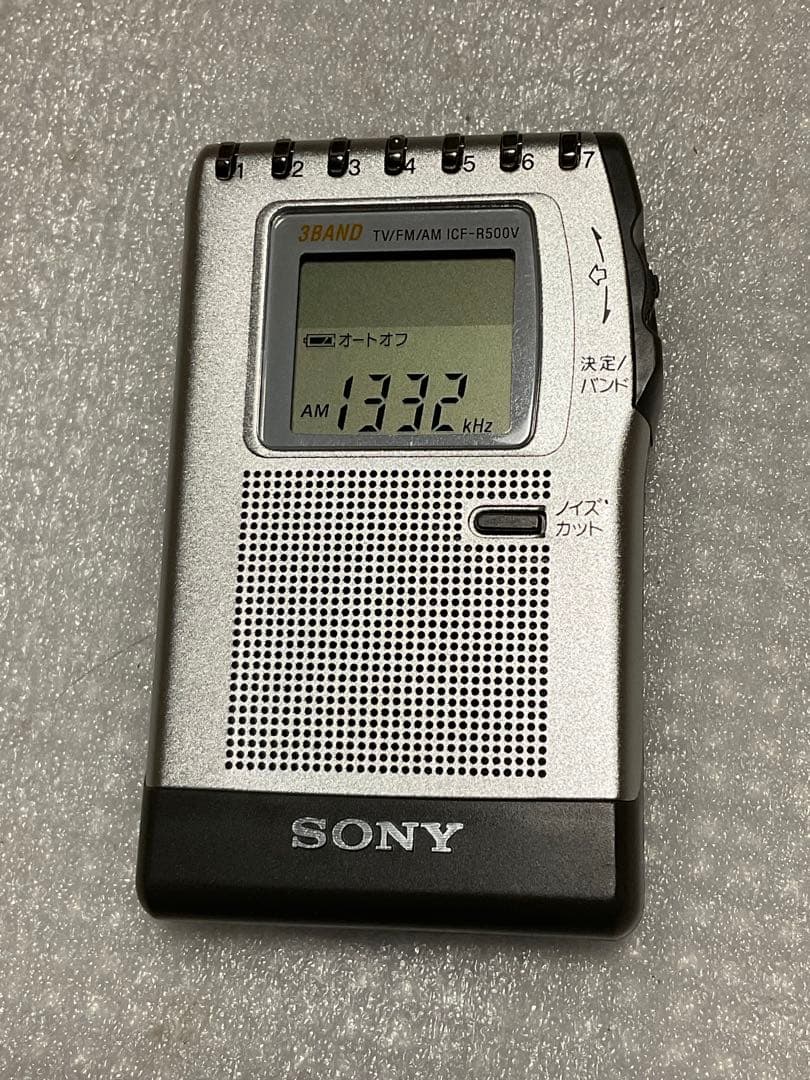 1 2 3 4 5 6 7
3BAND TV/FM/AM ICF-R500V
オートオフ
決定/
バンド
AM 1332 kHz
ノイズ
カット
SONY